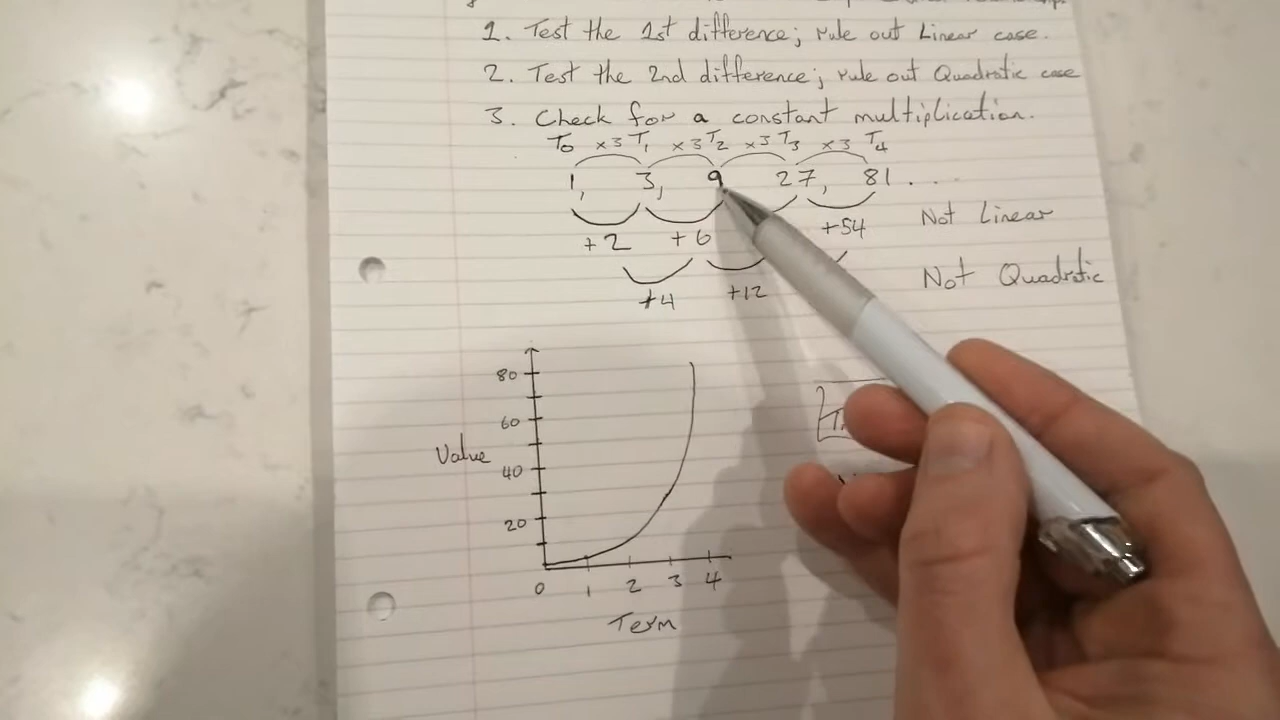 1. Test the 1st difference; rule out Linear case.
2. Test the 2nd difference; rule out Quadratic case
3. Check for a constant multiplication.
T0 ×3 T1 ×3 T2 ×3 T3 ×3 T4
1, 3, 9 27, 81 . . .
+2 +6 +54 Not Linear
+4 +12 Not Quadratic
80
60
Value
40
20
0 1 2 3 4
Term